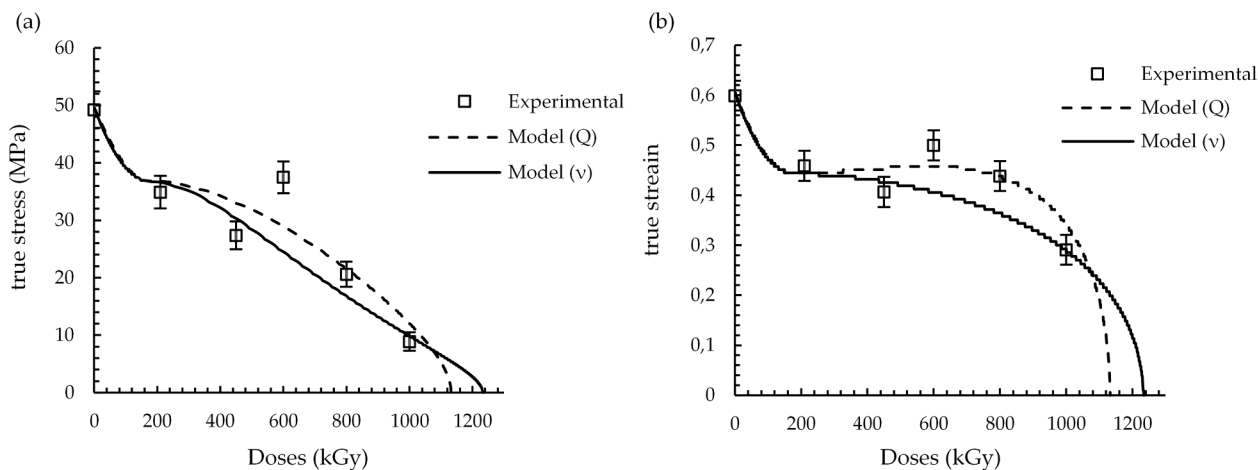 (a)
60
50
40
30
20
10
0
true stress (MPa)
0 200 400 600 800 1000 1200
Doses (kGy)
Experimental
Model (Q)
Model (ν)
(b)
0,7
0,6
0,5
0,4
0,3
0,2
0,1
0
true streain
0 200 400 600 800 1000 1200
Doses (kGy)
Experimental
Model (Q)
Model (ν)